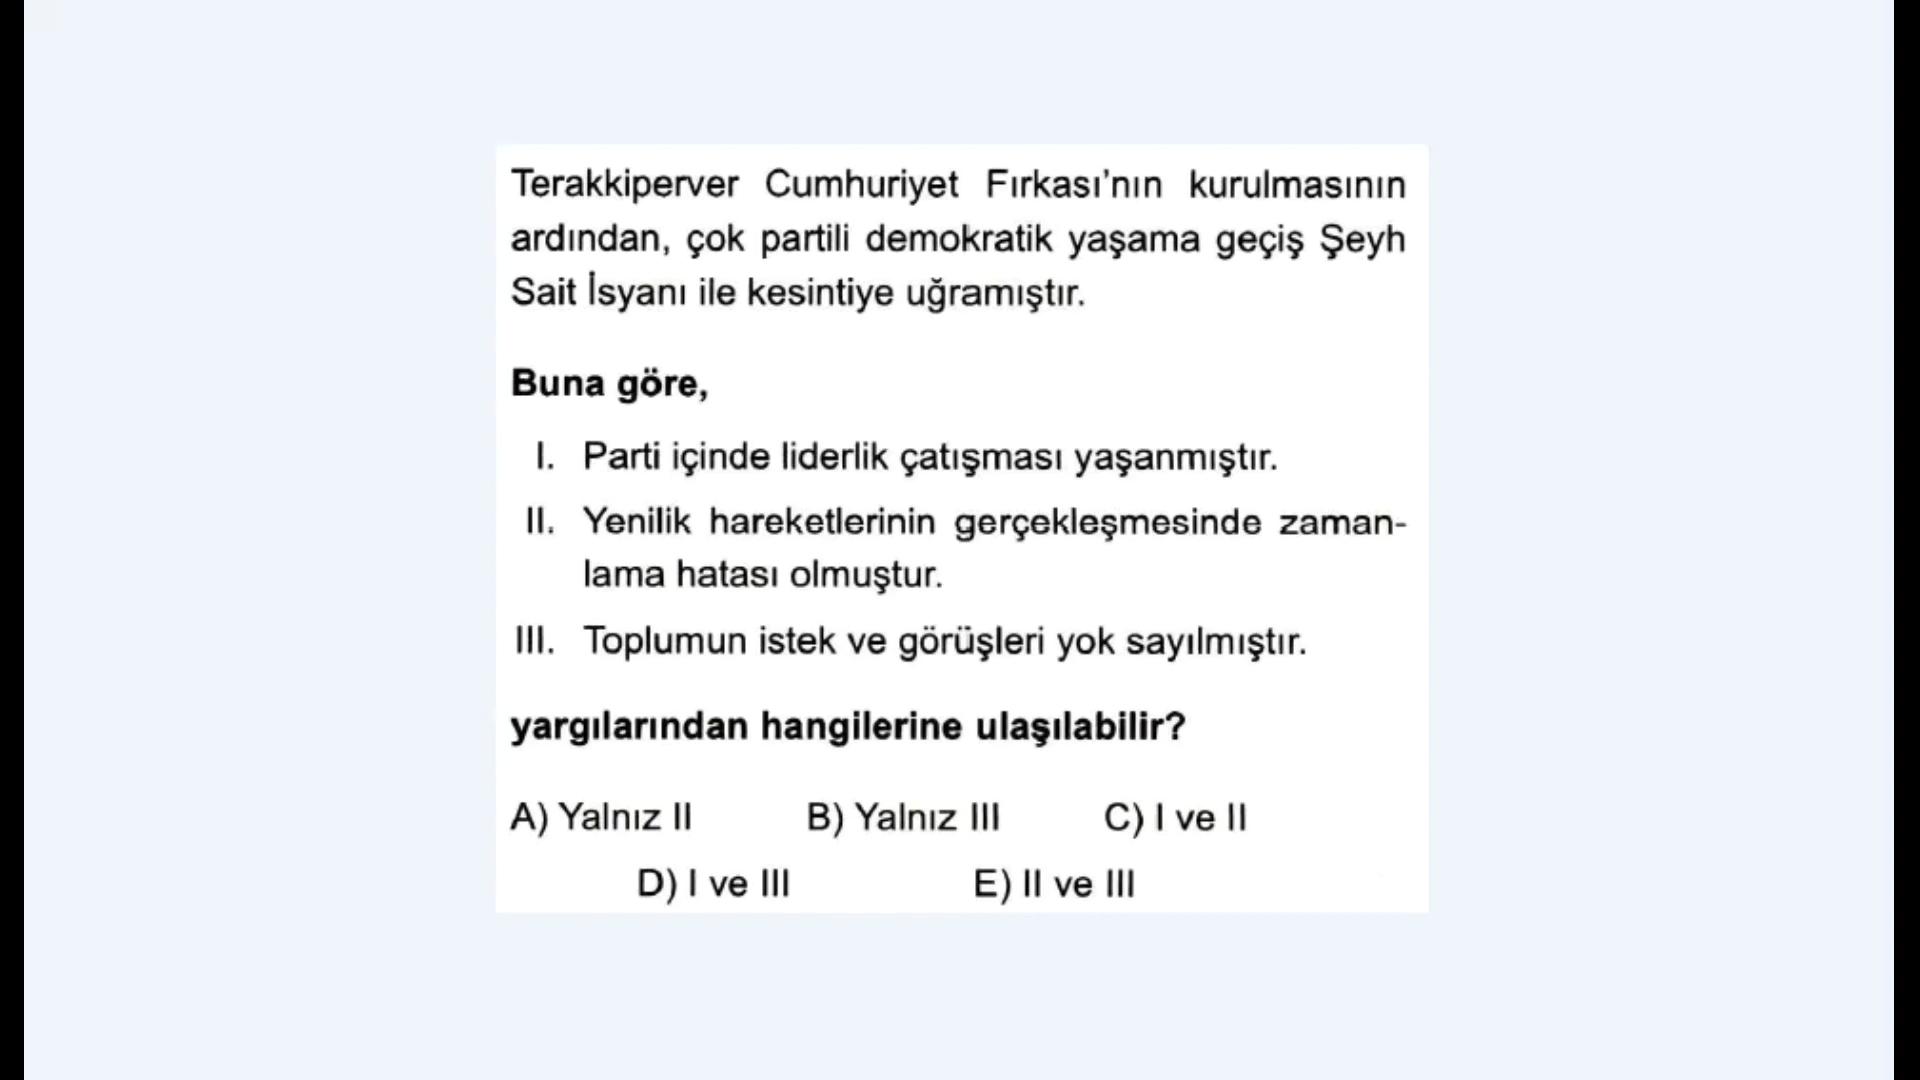 Terakkiperver Cumhuriyet Fırkası'nın kurulmasının
ardından, çok partili demokratik yaşama geçiş Şeyh
Sait İsyanı ile kesintiye uğramıştır.
Buna göre,
I. Parti içinde liderlik çatışması yaşanmıştır.
II. Yenilik hareketlerinin gerçekleşmesinde zaman-
lama hatası olmuştur.
III. Toplumun istek ve görüşleri yok sayılmıştır.
yargılarından hangilerine ulaşılabilir?
A) Yalnız II B) Yalnız III C) I ve II
D) I ve III E) II ve III